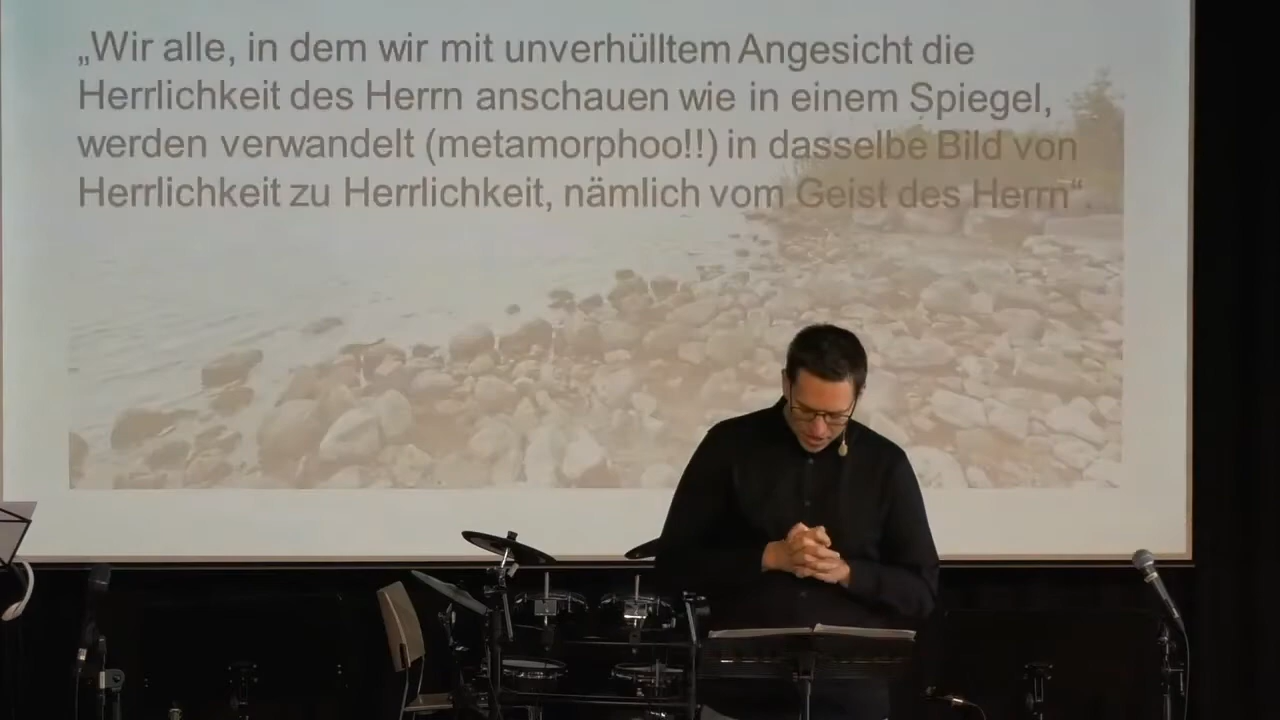 „Wir alle, in dem wir mit unverhülltem Angesicht die
Herrlichkeit des Herrn anschauen wie in einem Spiegel,
werden verwandelt (metamorphoo!!) in dasselbe Bild von
Herrlichkeit zu Herrlichkeit, nämlich vom Geist des Herrn“.